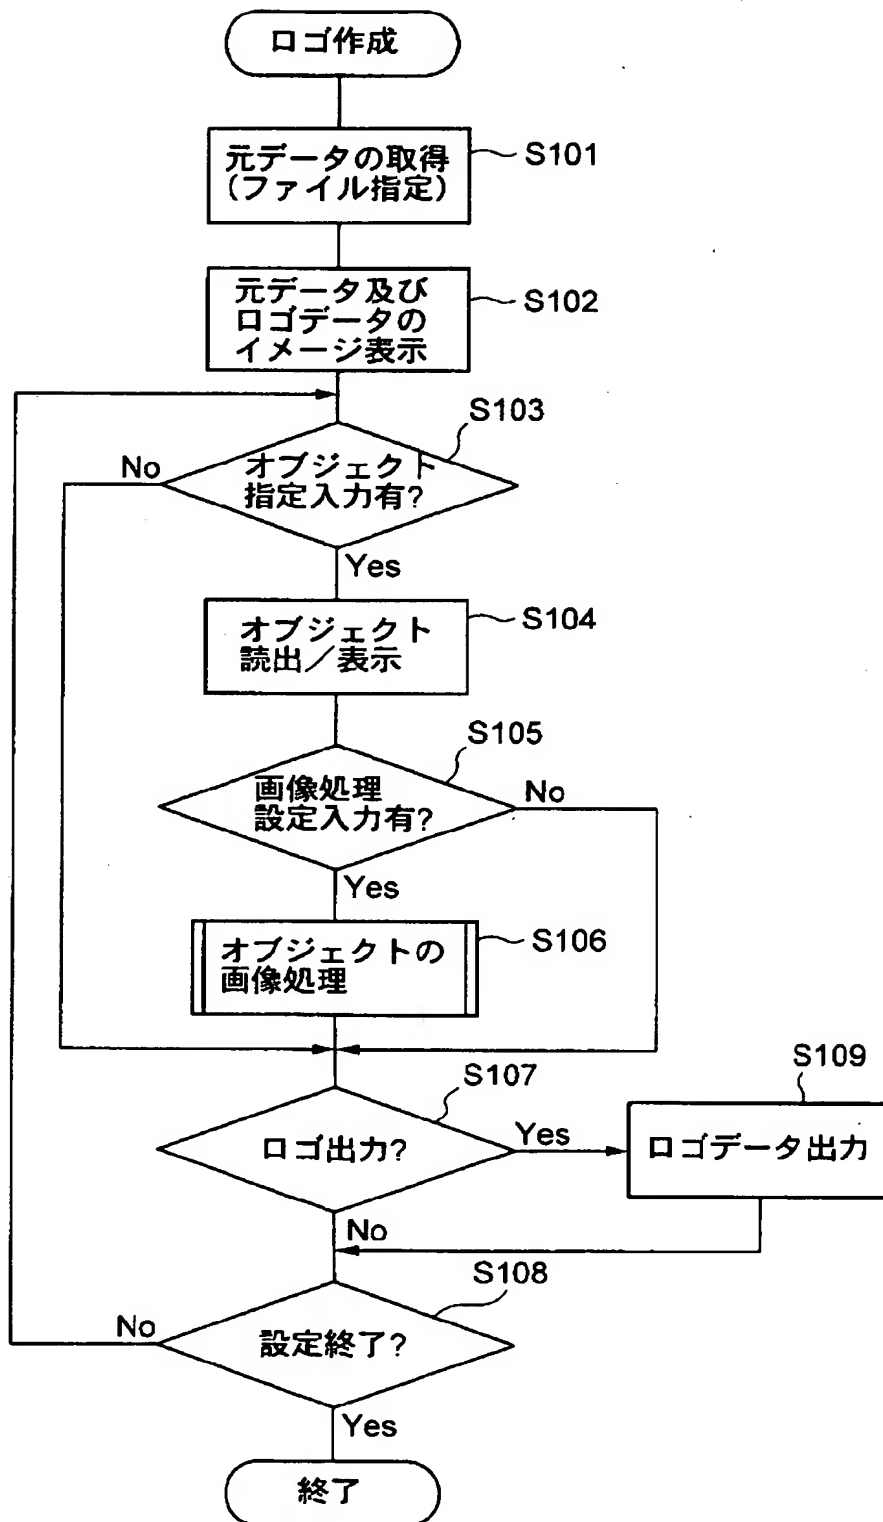 ロゴ作成
元データの取得
(ファイル指定)
S101
元データ及び
ロゴデータの
イメージ表示
S102
S103
オブジェクト
指定入力有?
No
Yes
オブジェクト
読出／表示
S104
S105
画像処理
設定入力有?
No
Yes
オブジェクトの
画像処理
S106
S107
ロゴ出力?
Yes
S109
ロゴデータ出力
No
S108
設定終了?
No
Yes
終了